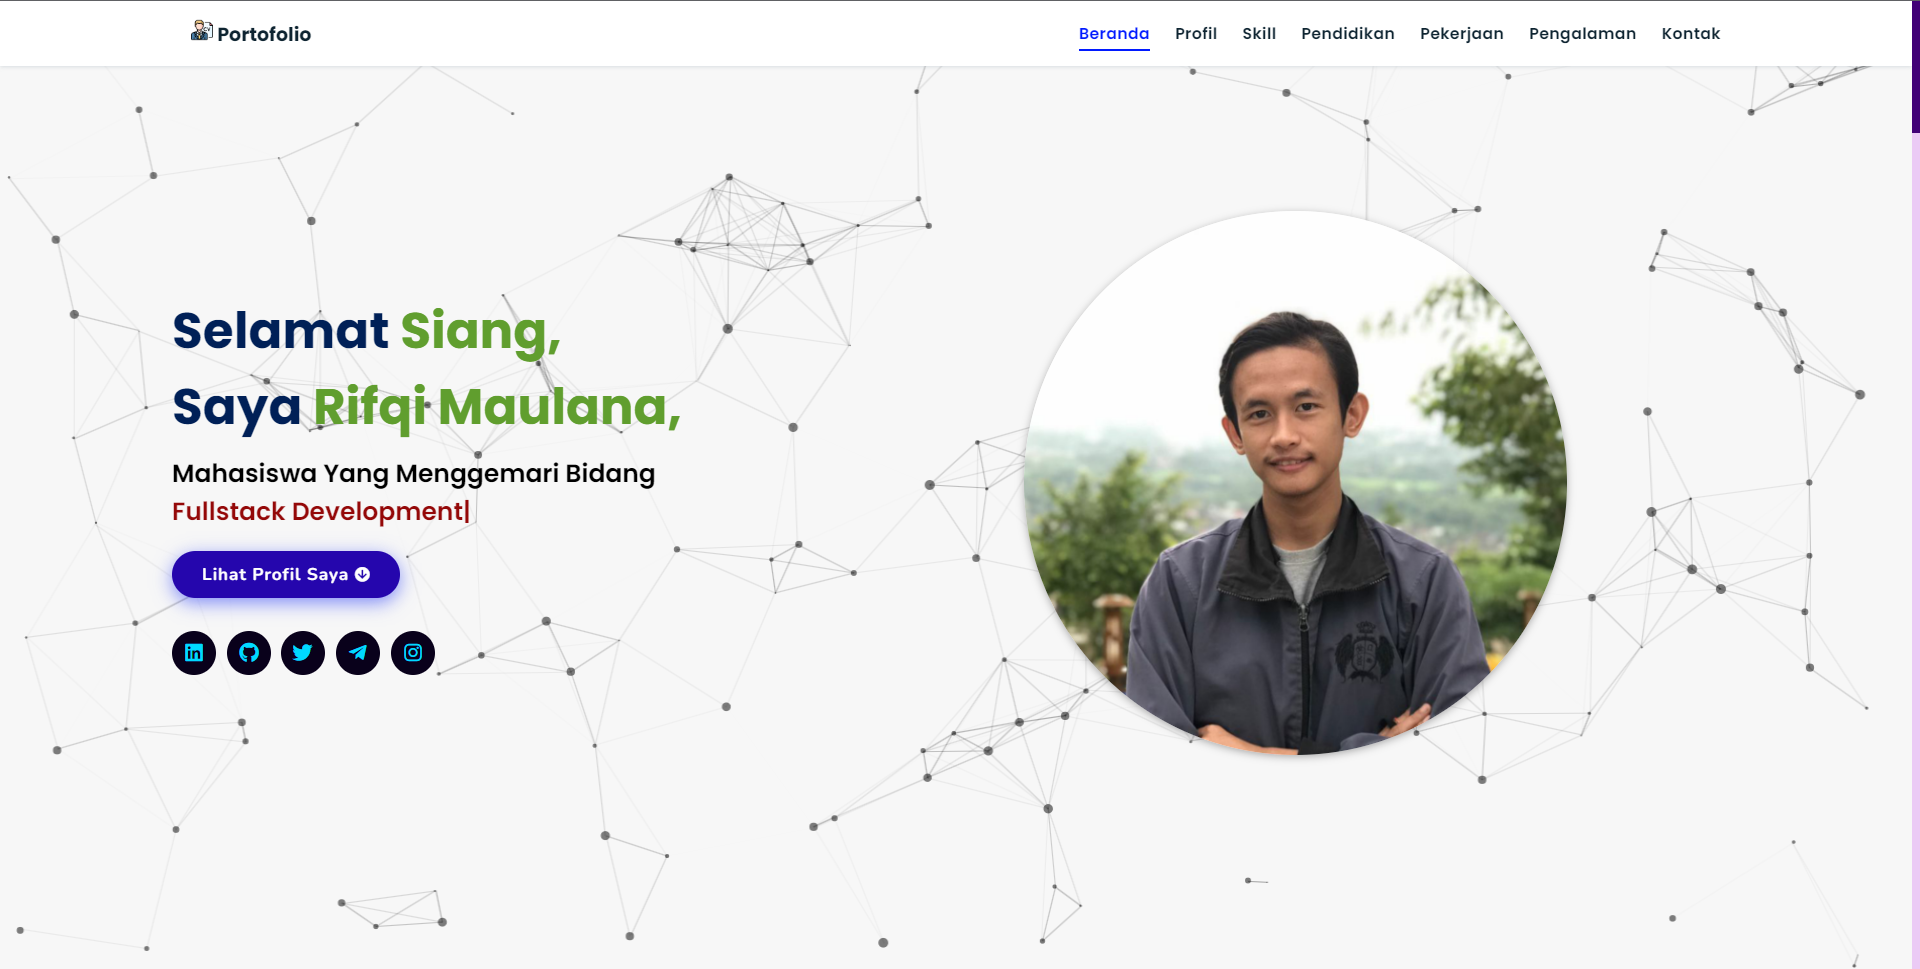 Portofolio
Beranda Profil Skill Pendidikan Pekerjaan Pengalaman Kontak
Selamat Siang,
Saya Rifqi Maulana,
Mahasiswa Yang Menggemari Bidang
Fullstack Development|
Lihat Profil Saya